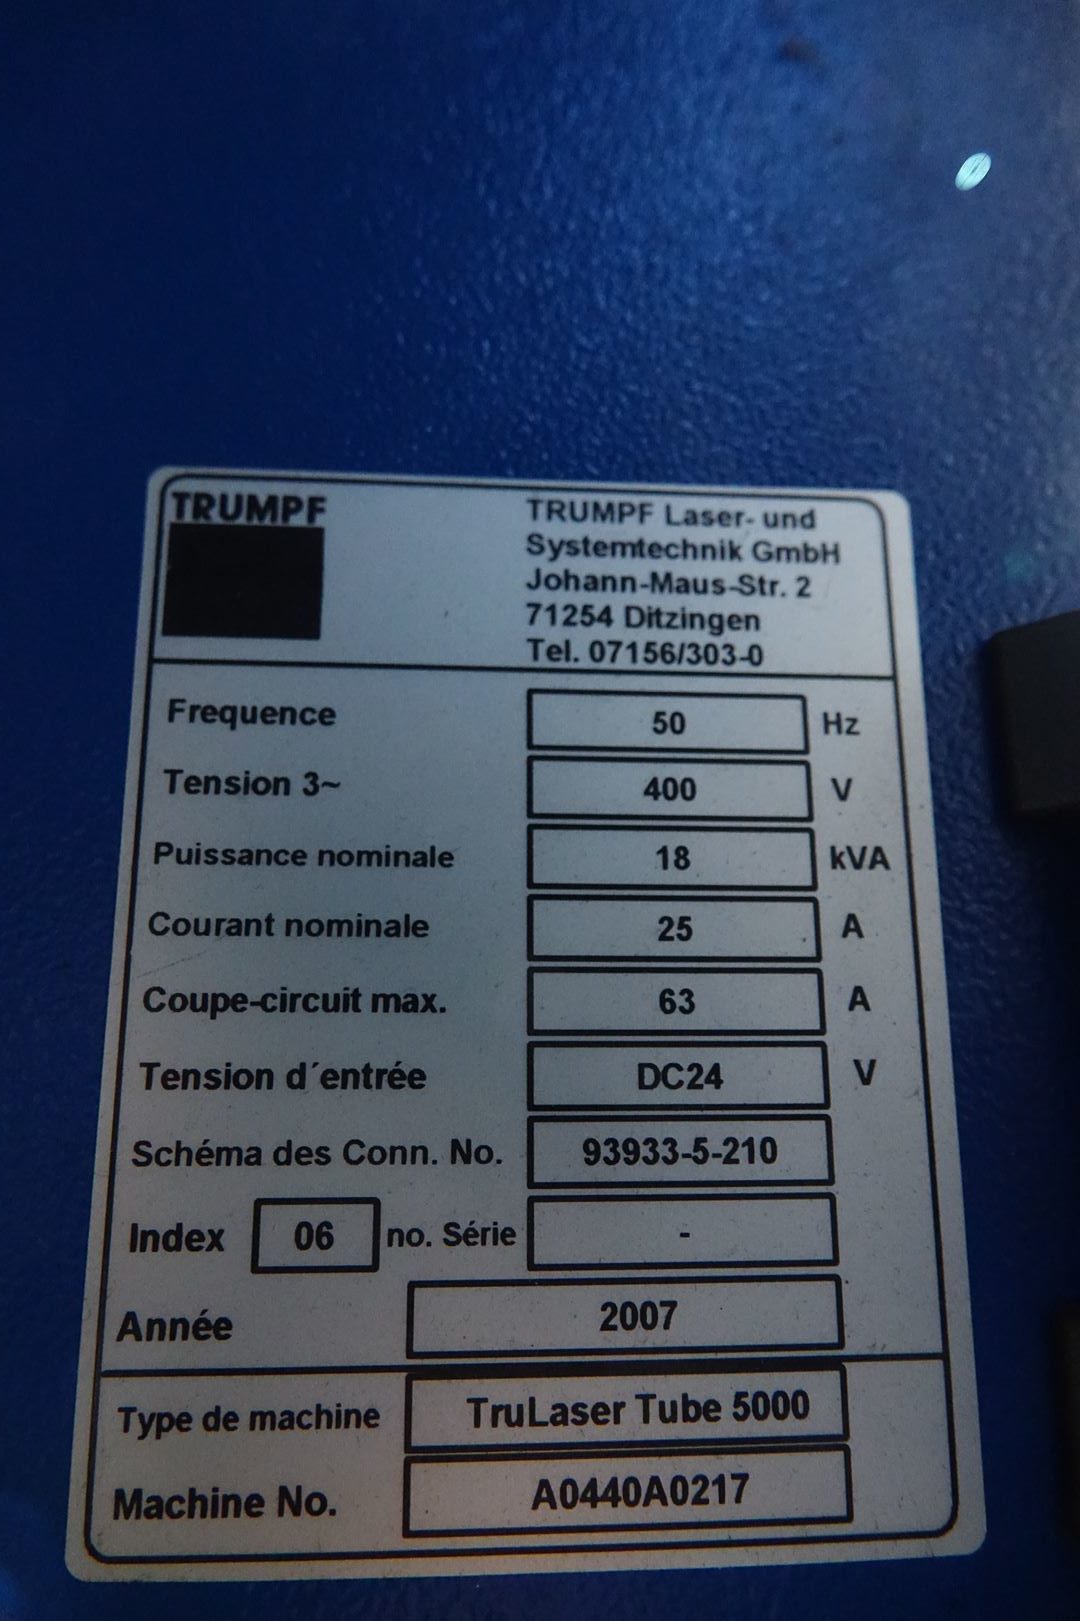 TRUMPF
TRUMPF Laser- und
Systemtechnik GmbH
Johann-Maus-Str. 2
71254 Ditzingen
Tel. 07156/303-0
Frequence 50 Hz
Tension 3~ 400 V
Puissance nominale 18 kVA
Courant nominale 25 A
Coupe-circuit max. 63 A
Tension d´entrée DC24 V
Schéma des Conn. No. 93933-5-210
Index 06 no. Série -
Année 2007
Type de machine TruLaser Tube 5000
Machine No. A0440A0217